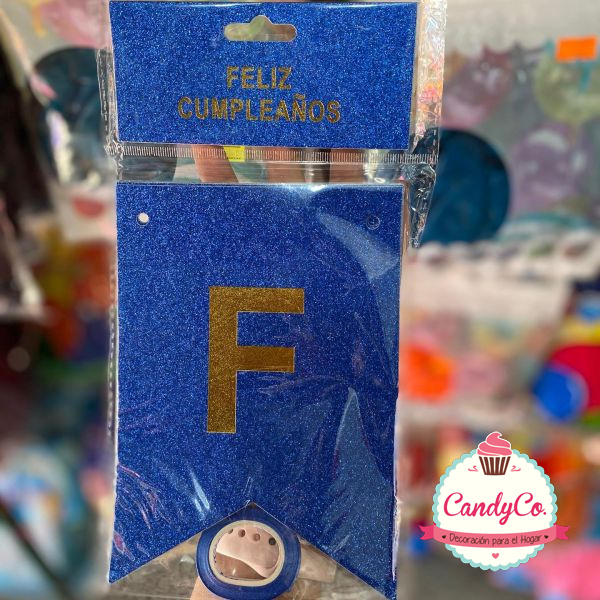 FELIZ
CUMPLEAÑOS
F
CandyCo.
Decoración para el Hogar